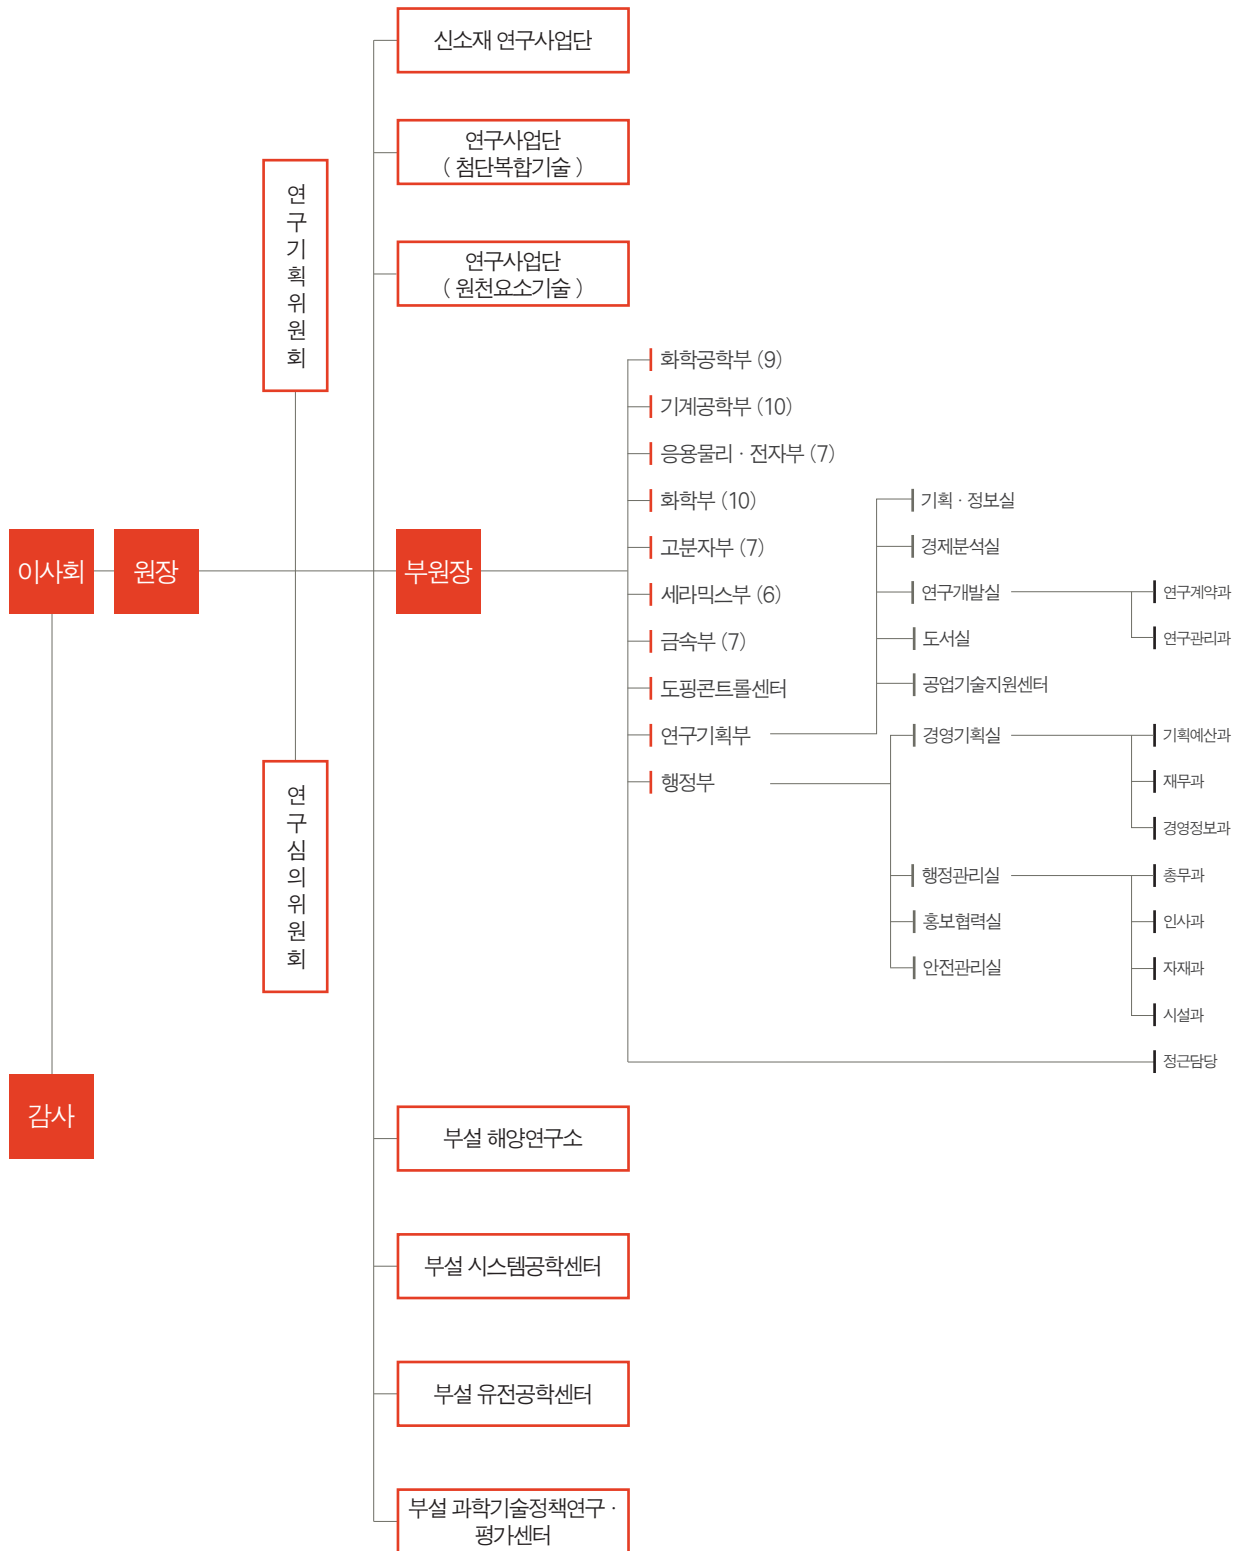 신소재 연구사업단
연구사업단
( 첨단복합기술 )
연구사업단
( 원천요소기술 )
연구기획위원회
이사회
원장
부원장
연구심의위원회
감사
화학공학부 (9)
기계공학부 (10)
응용물리 · 전자부 (7)
화학부 (10)
고분자부 (7)
세라믹스부 (6)
금속부 (7)
도핑콘트롤센터
연구기획부
행정부
기획 · 정보실
경제분석실
연구개발실
도서실
공업기술지원센터
경영기획실
행정관리실
홍보협력실
안전관리실
연구계약과
연구관리과
기획예산과
재무과
경영정보과
총무과
인사과
자재과
시설과
정근담당
부설 해양연구소
부설 시스템공학센터
부설 유전공학센터
부설 과학기술정책연구 ·
평가센터